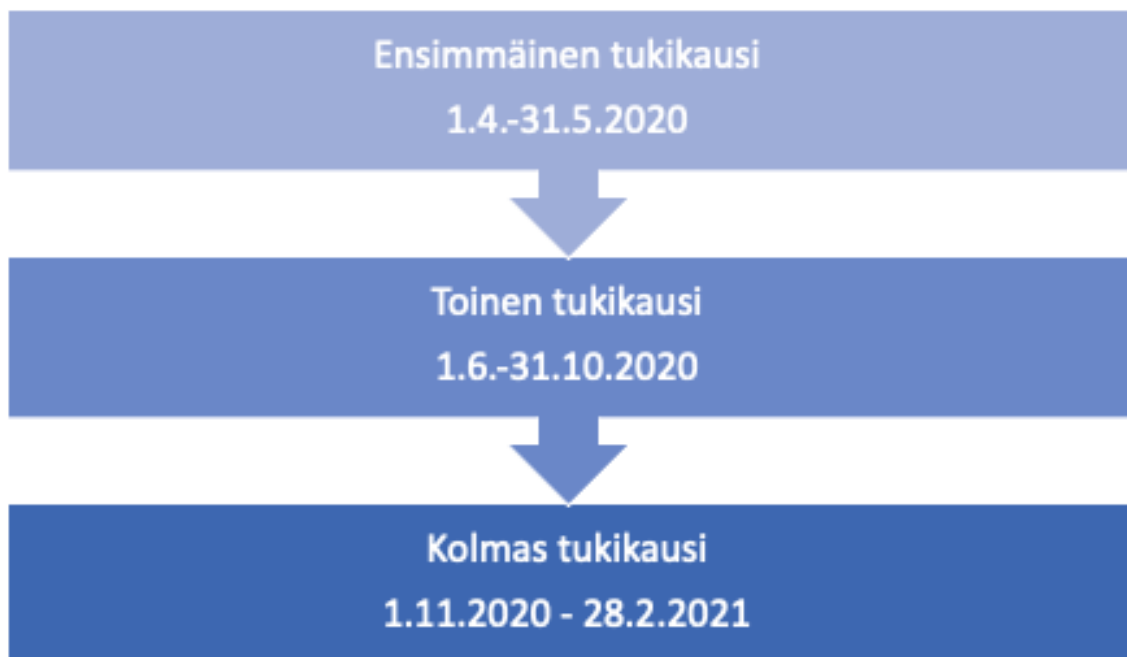 Ensimmäinen tukikausi
1.4.-31.5.2020
Toinen tukikausi
1.6.-31.10.2020
Kolmas tukikausi
1.11.2020 - 28.2.2021